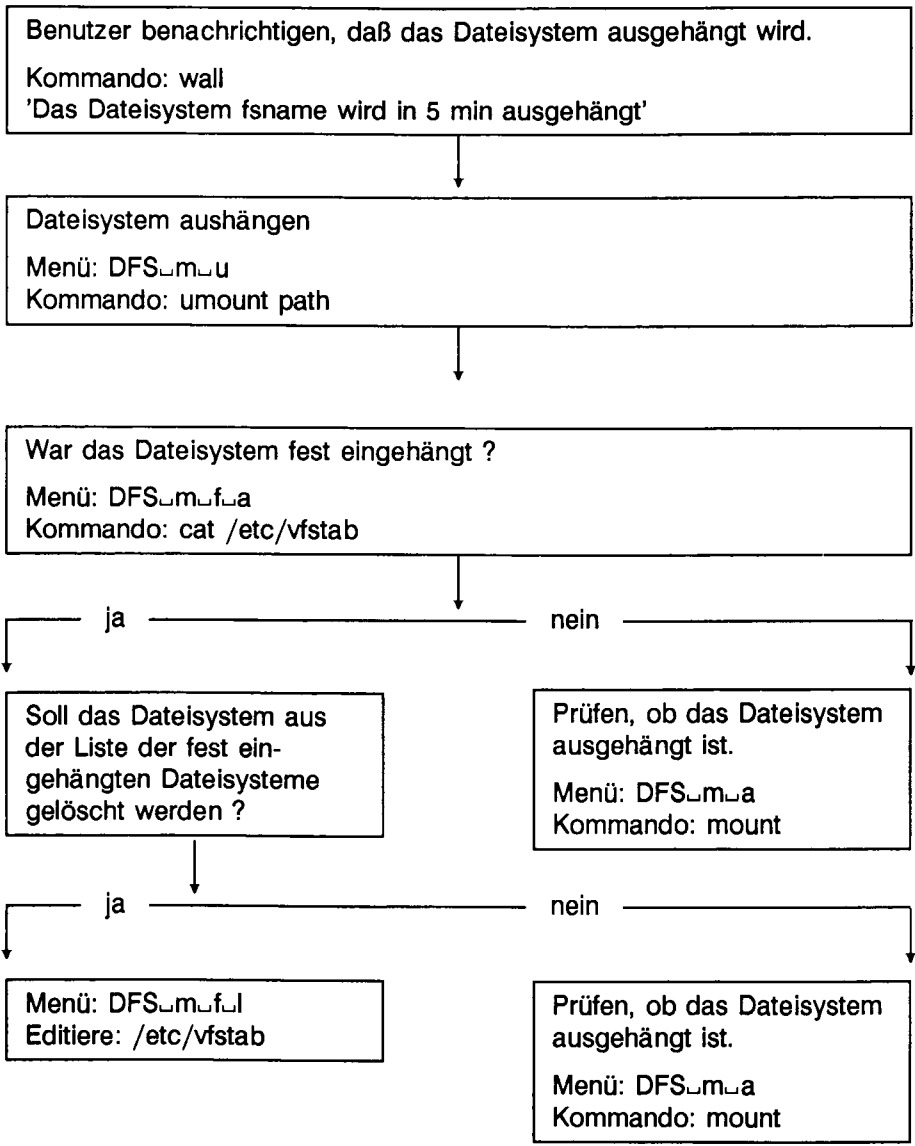 Benutzer benachrichtigen, daß das Dateisystem ausgehängt wird.
Kommando: wall
'Das Dateisystem fsname wird in 5 min ausgehängt'
Dateisystem aushängen
Menü: DFS␣m␣u
Kommando: umount path
War das Dateisystem fest eingehängt ?
Menü: DFS␣m␣f␣a
Kommando: cat /etc/vfstab
ja
nein
Soll das Dateisystem aus
der Liste der fest ein-
gehängten Dateisysteme
gelöscht werden ?
Prüfen, ob das Dateisystem
ausgehängt ist.
Menü: DFS␣m␣a
Kommando: mount
ja
nein
Menü: DFS␣m␣f␣l
Editiere: /etc/vfstab
Prüfen, ob das Dateisystem
ausgehängt ist.
Menü: DFS␣m␣a
Kommando: mount